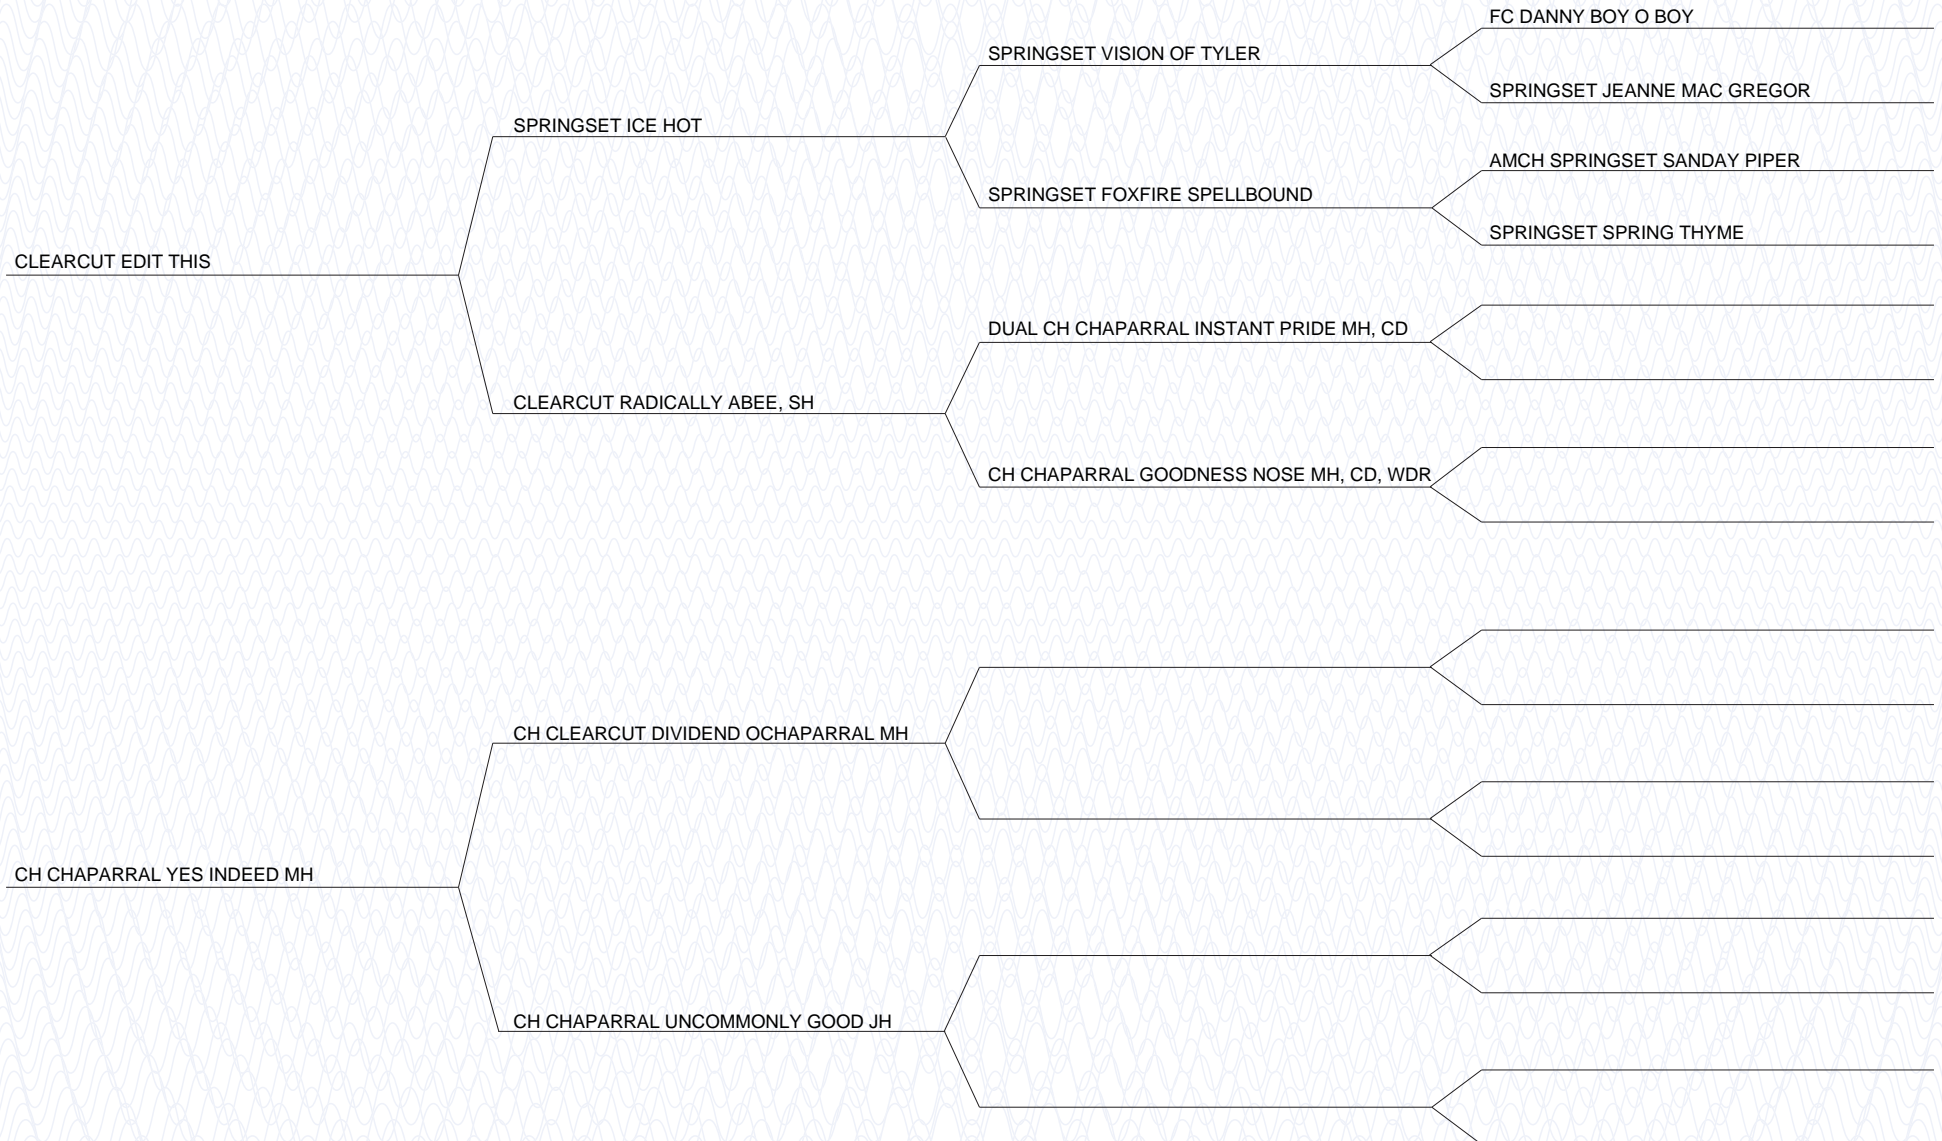 FC DANNY BOY O BOY
SPRINGSET VISION OF TYLER
SPRINGSET JEANNE MAC GREGOR
SPRINGSET ICE HOT
AMCH SPRINGSET SANDAY PIPER
SPRINGSET FOXFIRE SPELLBOUND
SPRINGSET SPRING THYME
CLEARCUT EDIT THIS
DUAL CH CHAPARRAL INSTANT PRIDE MH, CD
CLEARCUT RADICALLY ABEE, SH
CH CHAPARRAL GOODNESS NOSE MH, CD, WDR
CH CLEARCUT DIVIDEND OCHAPARRAL MH
CH CHAPARRAL YES INDEED MH
CH CHAPARRAL UNCOMMONLY GOOD JH